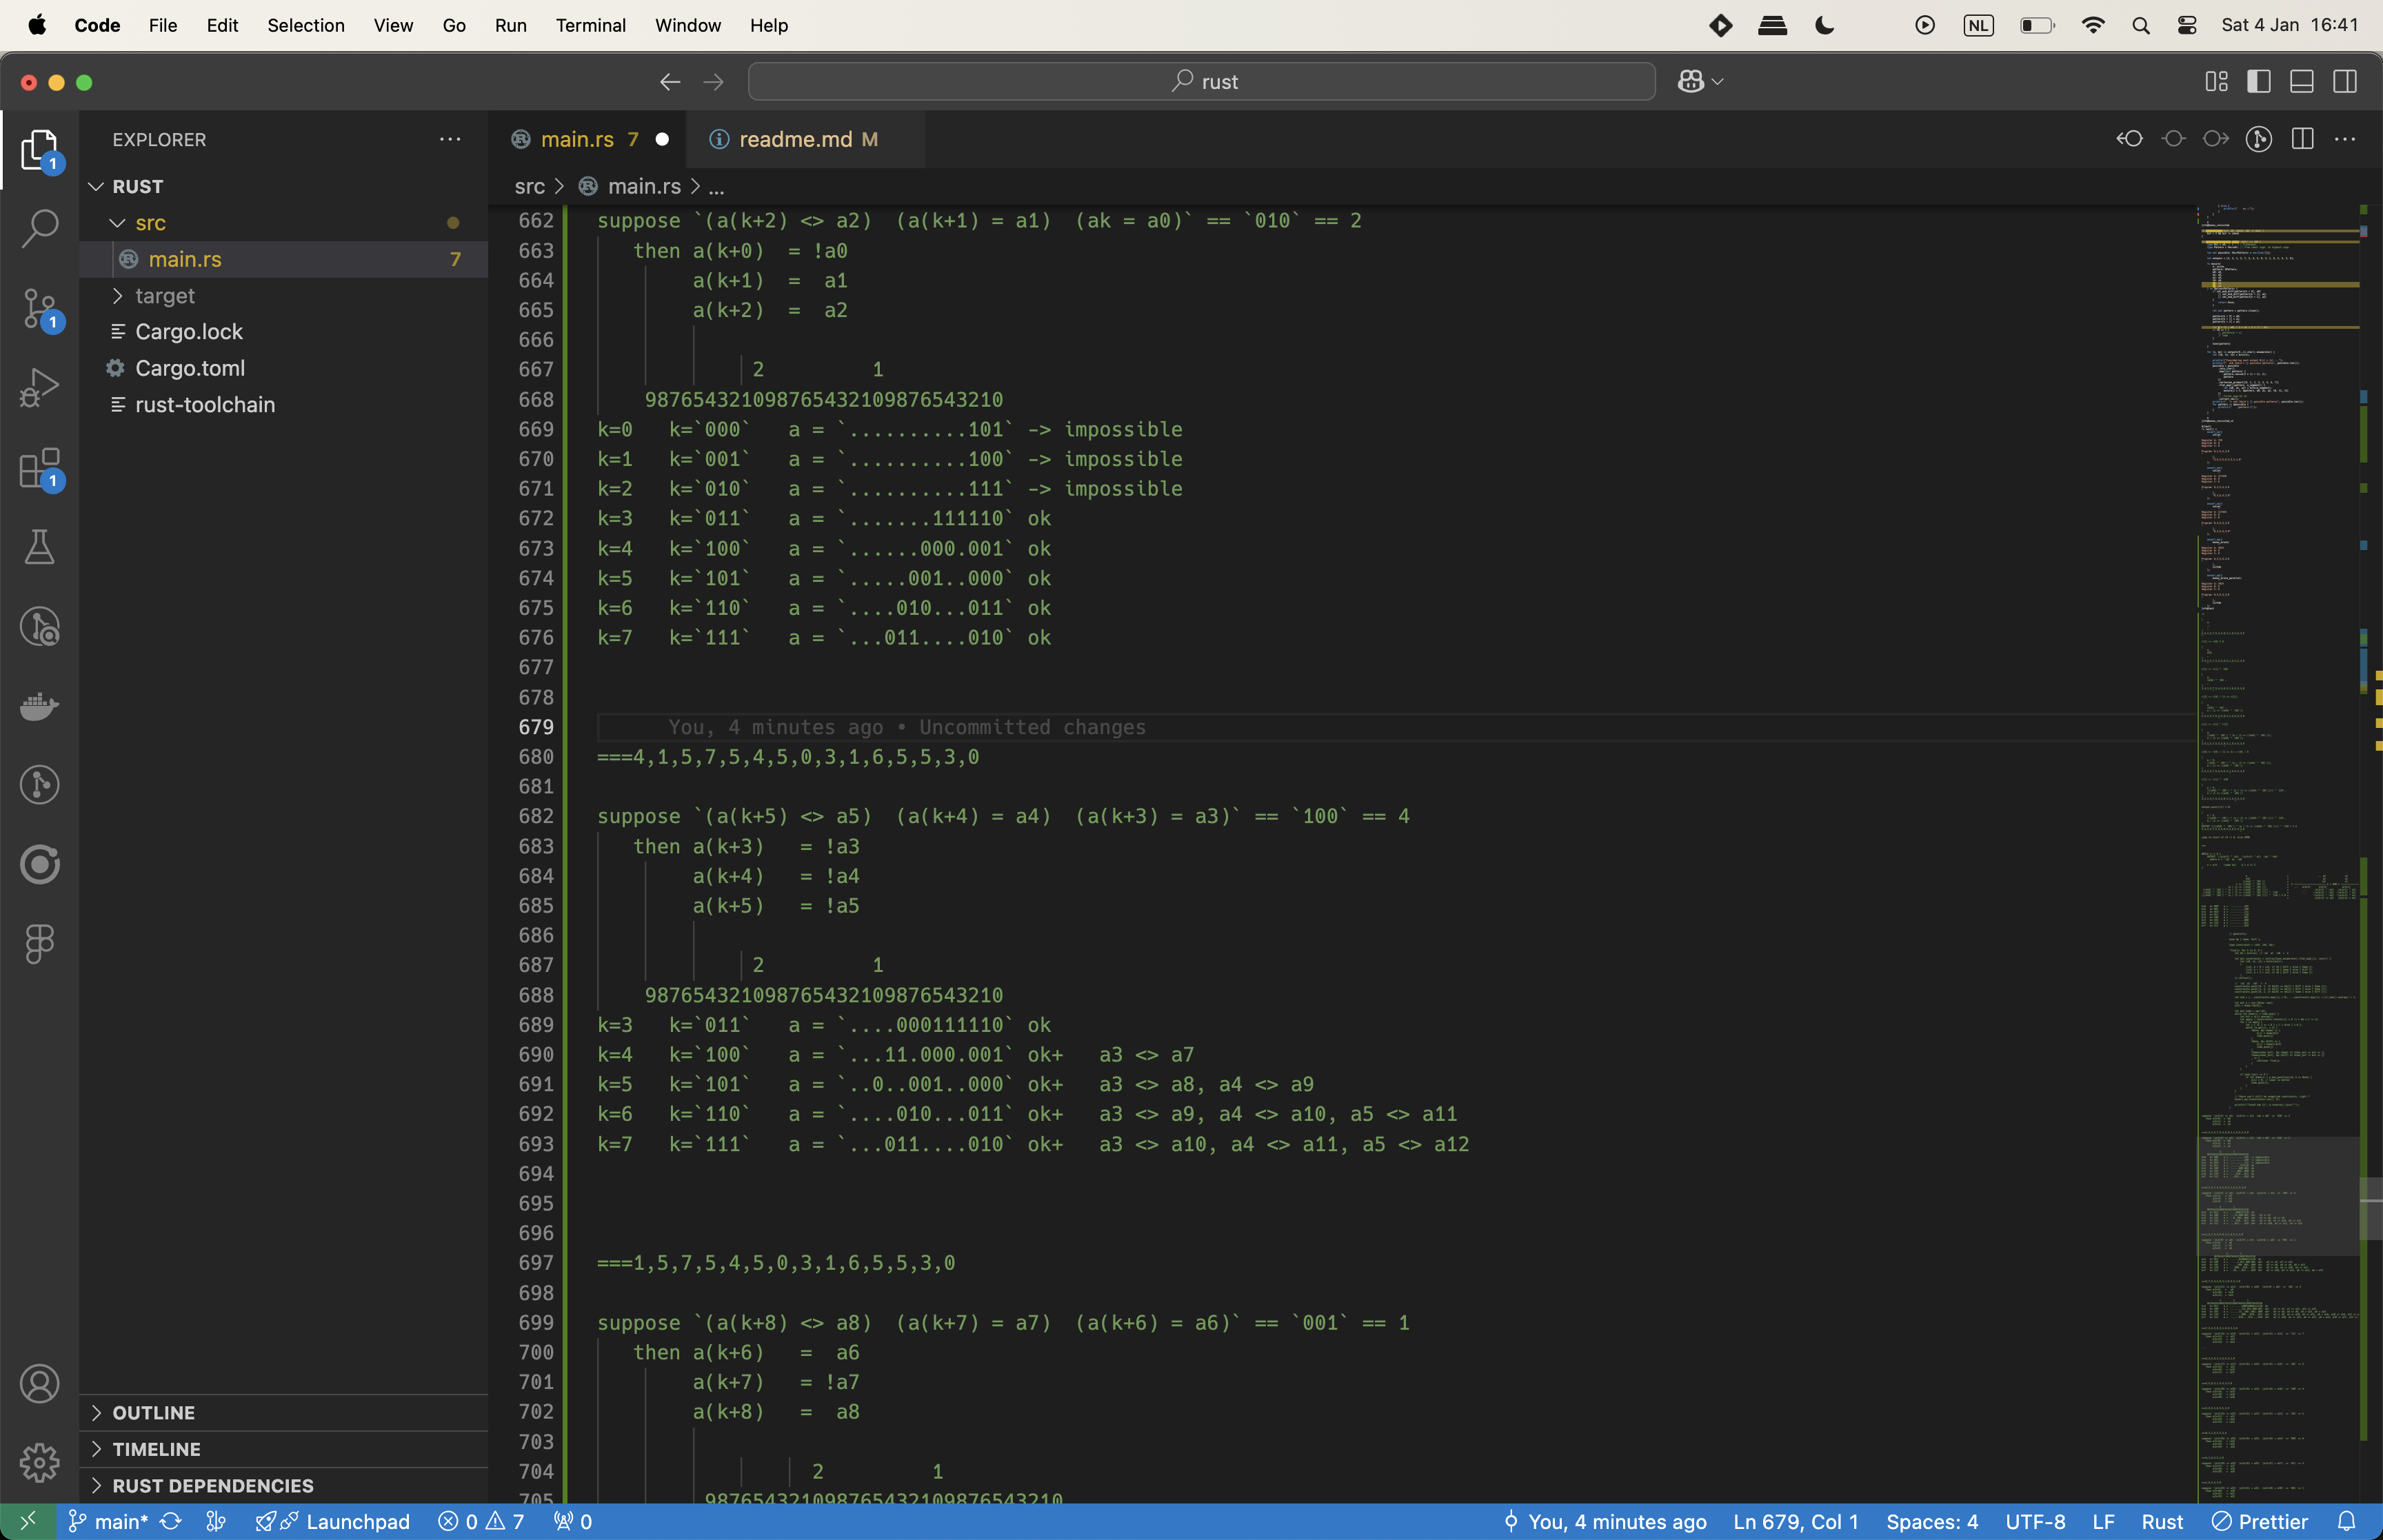 Code File Edit Selection View Go Run Terminal Window Help NL Sat 4 Jan 16:41
rust
EXPLORER
main.rs 7 readme.md M
src > main.rs > ...
RUST
src
main.rs 7
target
Cargo.lock
Cargo.toml
rust-toolchain
1
1
1
OUTLINE
TIMELINE
RUST DEPENDENCIES
662 suppose `(a(k+2) <> a2)  (a(k+1) = a1)  (ak = a0)` == `010` == 2
663 then a(k+0)  = !a0
664 a(k+1)  =  a1
665 a(k+2)  =  a2
666
667 2         1
668 987654321098765432109876543210
669 k=0   k=`000`   a = `..........101` -> impossible
670 k=1   k=`001`   a = `..........100` -> impossible
671 k=2   k=`010`   a = `..........111` -> impossible
672 k=3   k=`011`   a = `.......111110` ok
673 k=4   k=`100`   a = `......000.001` ok
674 k=5   k=`101`   a = `.....001..000` ok
675 k=6   k=`110`   a = `....010...011` ok
676 k=7   k=`111`   a = `...011....010` ok
677
678
679 You, 4 minutes ago • Uncommitted changes
680 ===4,1,5,7,5,4,5,0,3,1,6,5,5,3,0
681
682 suppose `(a(k+5) <> a5)  (a(k+4) = a4)  (a(k+3) = a3)` == `100` == 4
683 then a(k+3)   = !a3
684 a(k+4)   = !a4
685 a(k+5)   = !a5
686
687 2         1
688 987654321098765432109876543210
689 k=3   k=`011`   a = `....000111110` ok
690 k=4   k=`100`   a = `...11.000.001` ok+   a3 <> a7
691 k=5   k=`101`   a = `..0..001..000` ok+   a3 <> a8, a4 <> a9
692 k=6   k=`110`   a = `....010...011` ok+   a3 <> a9, a4 <> a10, a5 <> a11
693 k=7   k=`111`   a = `...011....010` ok+   a3 <> a10, a4 <> a11, a5 <> a12
694
695
696
697 ===1,5,7,5,4,5,0,3,1,6,5,5,3,0
698
699 suppose `(a(k+8) <> a8)  (a(k+7) = a7)  (a(k+6) = a6)` == `001` == 1
700 then a(k+6)   =  a6
701 a(k+7)   = !a7
702 a(k+8)   =  a8
703
704 2         1
705 987654321098765432109876543210
main* Launchpad 0 7 0 You, 4 minutes ago Ln 679, Col 1 Spaces: 4 UTF-8 LF Rust Prettier